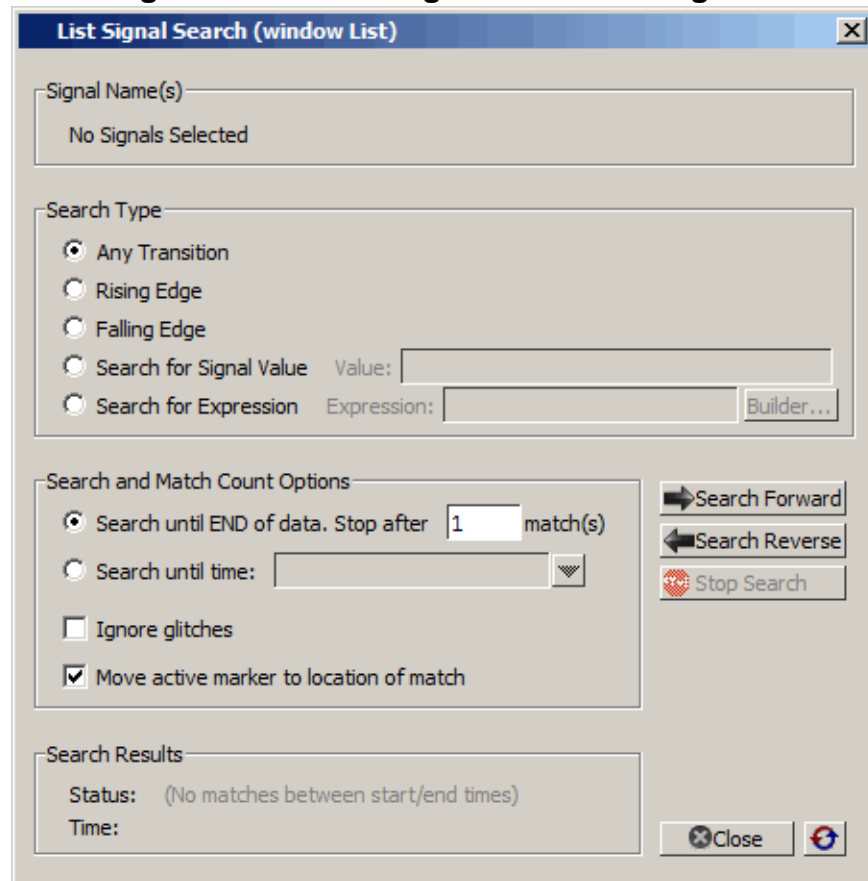 List Signal Search (window List)
Signal Name(s)
No Signals Selected
Search Type
Any Transition
Rising Edge
Falling Edge
Search for Signal Value Value:
Search for Expression Expression: Builder...
Search and Match Count Options
Search until END of data. Stop after 1 match(s)
Search until time:
Ignore glitches
Move active marker to location of match
Search Forward
Search Reverse
Stop Search
Search Results
Status: (No matches between start/end times)
Time:
Close